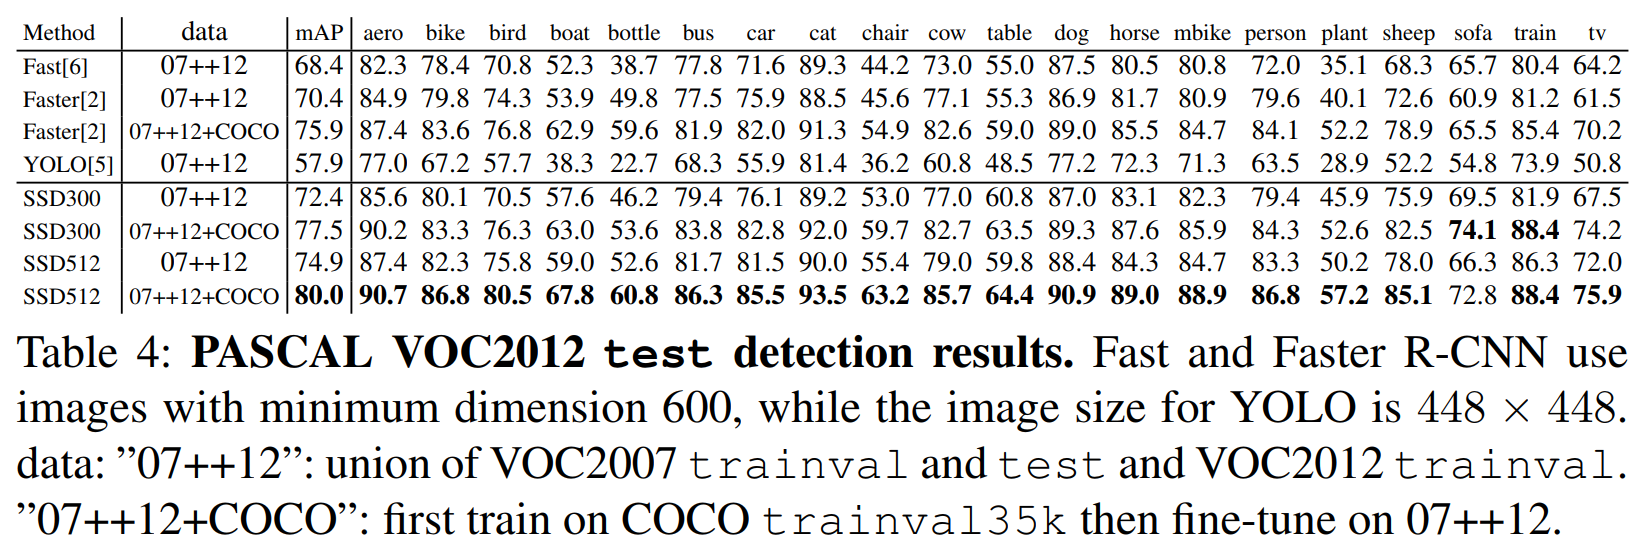 Method data mAP aero bike bird boat bottle bus car cat chair cow table dog horse mbike person plant sheep sofa train tv
Fast[6] 07++12 68.4 82.3 78.4 70.8 52.3 38.7 77.8 71.6 89.3 44.2 73.0 55.0 87.5 80.5 80.8 72.0 35.1 68.3 65.7 80.4 64.2
Faster[2] 07++12 70.4 84.9 79.8 74.3 53.9 49.8 77.5 75.9 88.5 45.6 77.1 55.3 86.9 81.7 80.9 79.6 40.1 72.6 60.9 81.2 61.5
Faster[2] 07++12+COCO 75.9 87.4 83.6 76.8 62.9 59.6 81.9 82.0 91.3 54.9 82.6 59.0 89.0 85.5 84.7 84.1 52.2 78.9 65.5 85.4 70.2
YOLO[5] 07++12 57.9 77.0 67.2 57.7 38.3 22.7 68.3 55.9 81.4 36.2 60.8 48.5 77.2 72.3 71.3 63.5 28.9 52.2 54.8 73.9 50.8
SSD300 07++12 72.4 85.6 80.1 70.5 57.6 46.2 79.4 76.1 89.2 53.0 77.0 60.8 87.0 83.1 82.3 79.4 45.9 75.9 69.5 81.9 67.5
SSD300 07++12+COCO 77.5 90.2 83.3 76.3 63.0 53.6 83.8 82.8 92.0 59.7 82.7 63.5 89.3 87.6 85.9 84.3 52.6 82.5 74.1 88.4 74.2
SSD512 07++12 74.9 87.4 82.3 75.8 59.0 52.6 81.7 81.5 90.0 55.4 79.0 59.8 88.4 84.3 84.7 83.3 50.2 78.0 66.3 86.3 72.0
SSD512 07++12+COCO 80.0 90.7 86.8 80.5 67.8 60.8 86.3 85.5 93.5 63.2 85.7 64.4 90.9 89.0 88.9 86.8 57.2 85.1 72.8 88.4 75.9
Table 4: PASCAL VOC2012 test detection results. Fast and Faster R-CNN use
images with minimum dimension 600, while the image size for YOLO is 448 × 448.
data: ”07++12”: union of VOC2007 trainval and test and VOC2012 trainval.
”07++12+COCO”: first train on COCO trainval35k then fine-tune on 07++12.